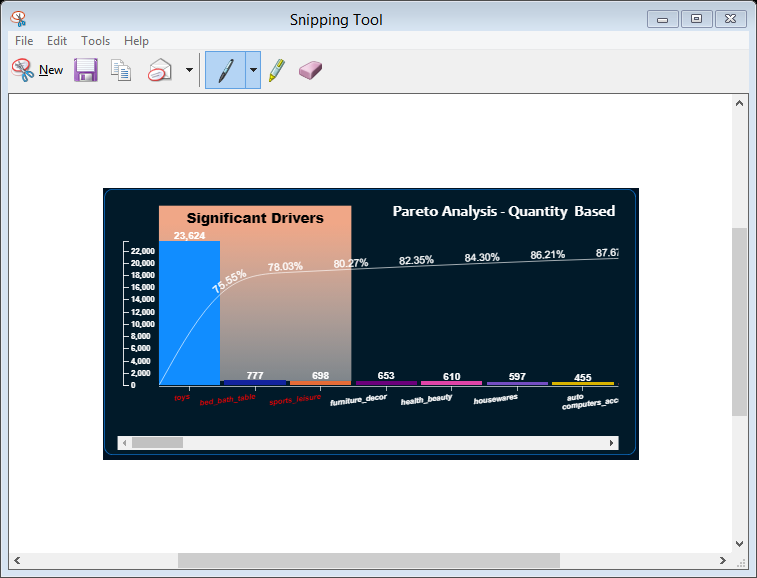 Snipping Tool
File Edit Tools Help
New
Significant Drivers
Pareto Analysis - Quantity Based
23,624
22,000
20,000
18,000
16,000
14,000
12,000
10,000
8,000
6,000
4,000
2,000
0
75.55%
78.03%
80.27%
82.35%
84.30%
86.21%
87.67
777
698
653
610
597
455
toys
bed_bath_table
sports_leisure
furniture_decor
health_beauty
housewares
auto
computers_acc